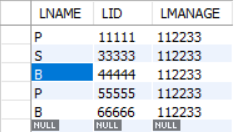 LNAME LID LMANAGE
P 11111 112233
S 33333 112233
B 44444 112233
P 55555 112233
B 66666 112233
NULL NULL NULL